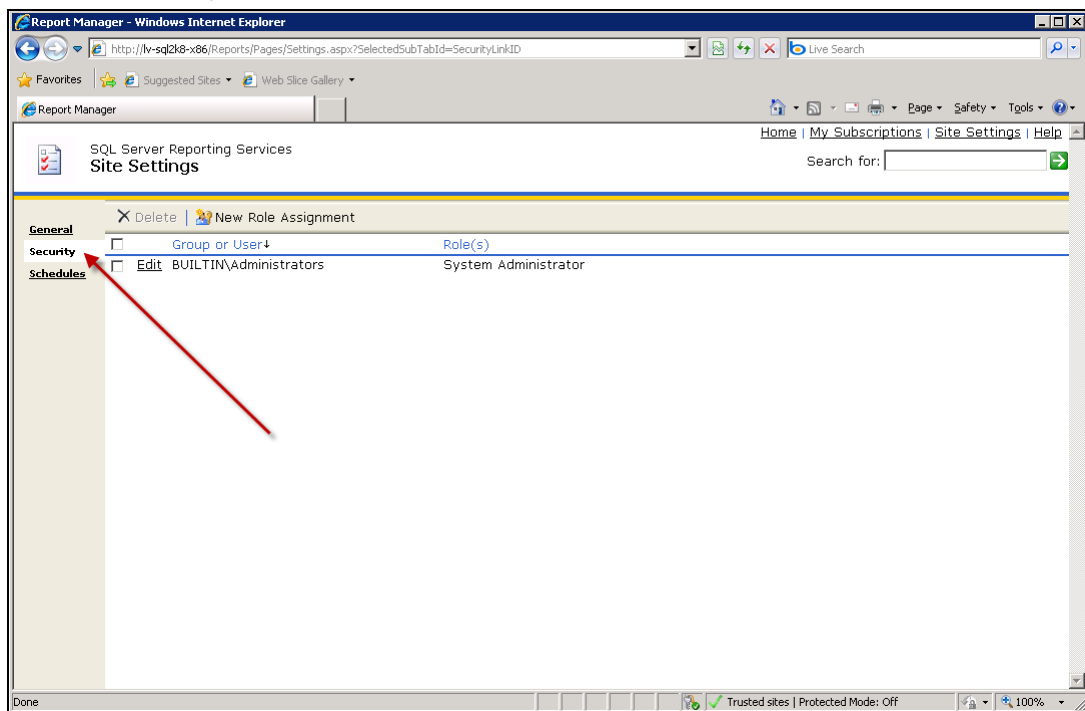 Report Manager - Windows Internet Explorer
http://lv-sql2k8-x86/Reports/Pages/Settings.aspx?SelectedSubTabId=SecurityLinkID
Live Search
Favorites
Suggested Sites
Web Slice Gallery
Report Manager
Page
Safety
Tools
Home | My Subscriptions | Site Settings | Help
SQL Server Reporting Services
Site Settings
Search for:
General
Security
Schedules
Delete | New Role Assignment
Group or User↓ Role(s)
Edit BUILTIN\Administrators System Administrator
Done
Trusted sites | Protected Mode: Off
100%